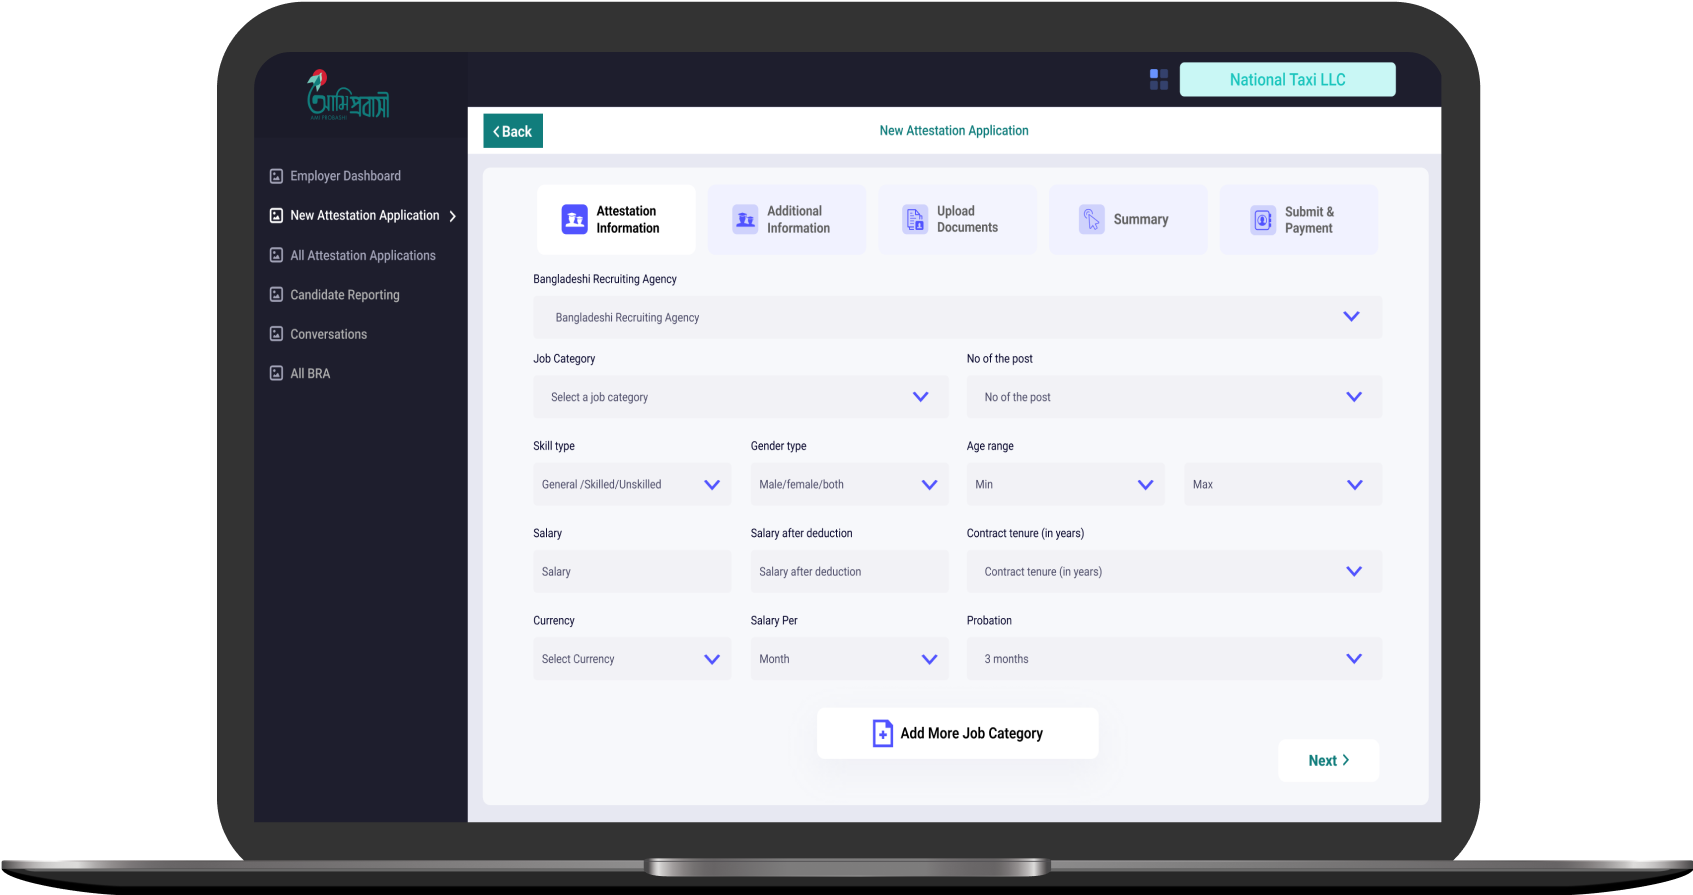 আমি প্রবাসী
AMI PROBASHI
National Taxi LLC
Back
New Attestation Application
Employer Dashboard
New Attestation Application
All Attestation Applications
Candidate Reporting
Conversations
All BRA
Attestation
Information
Additional
Information
Upload
Documents
Summary
Submit &
Payment
Bangladeshi Recruiting Agency
Bangladeshi Recruiting Agency
Job Category
No of the post
Select a job category
No of the post
Skill type
Gender type
Age range
General /Skilled/Unskilled
Male/female/both
Min
Max
Salary
Salary after deduction
Contract tenure (in years)
Salary
Salary after deduction
Contract tenure (in years)
Currency
Salary Per
Probation
Select Currency
Month
3 months
Add More Job Category
Next